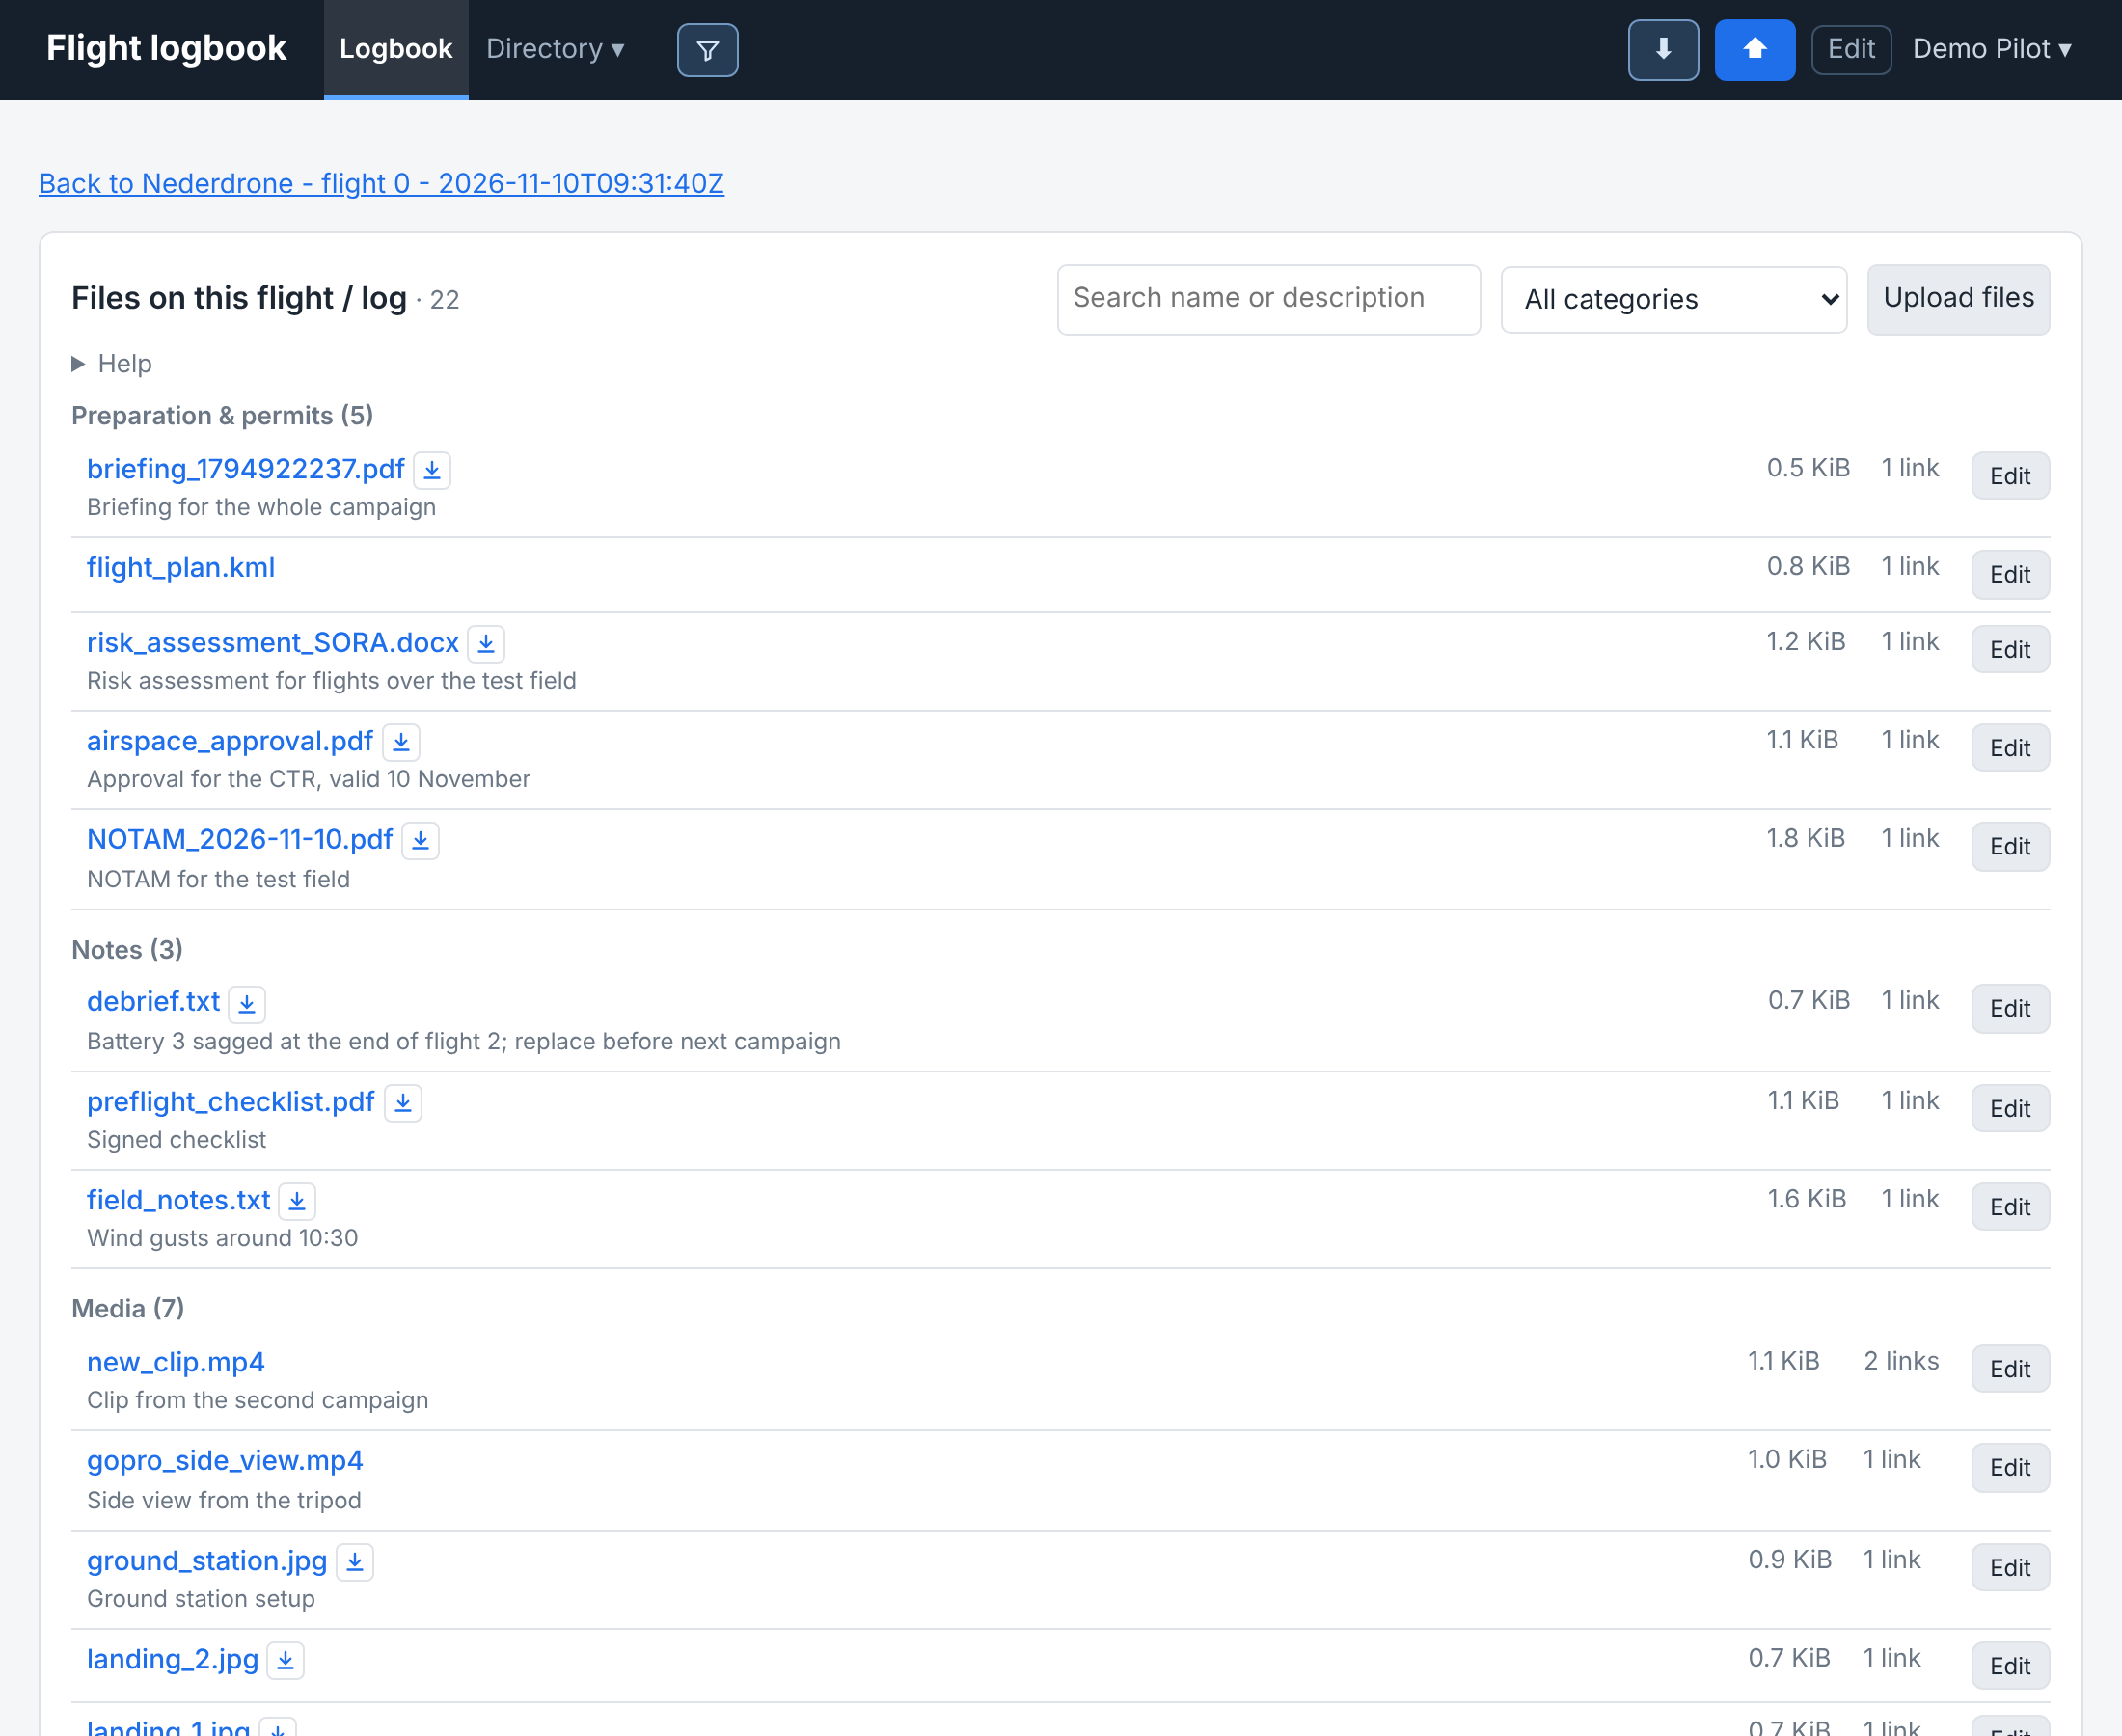 Flight logbook Logbook Directory ▾ Edit Demo Pilot ▾
Back to Nederdrone - flight 0 - 2026-11-10T09:31:40Z
Files on this flight / log · 22 Search name or description All categories Upload files
Help
Preparation & permits (5)
briefing_1794922237.pdf 0.5 KiB 1 link Edit
Briefing for the whole campaign
flight_plan.kml 0.8 KiB 1 link Edit
risk_assessment_SORA.docx 1.2 KiB 1 link Edit
Risk assessment for flights over the test field
airspace_approval.pdf 1.1 KiB 1 link Edit
Approval for the CTR, valid 10 November
NOTAM_2026-11-10.pdf 1.8 KiB 1 link Edit
NOTAM for the test field
Notes (3)
debrief.txt 0.7 KiB 1 link Edit
Battery 3 sagged at the end of flight 2; replace before next campaign
preflight_checklist.pdf 1.1 KiB 1 link Edit
Signed checklist
field_notes.txt 1.6 KiB 1 link Edit
Wind gusts around 10:30
Media (7)
new_clip.mp4 1.1 KiB 2 links Edit
Clip from the second campaign
gopro_side_view.mp4 1.0 KiB 1 link Edit
Side view from the tripod
ground_station.jpg 0.9 KiB 1 link Edit
Ground station setup
landing_2.jpg 0.7 KiB 1 link Edit
landing_1.jpg 0.7 KiB 1 link Edit